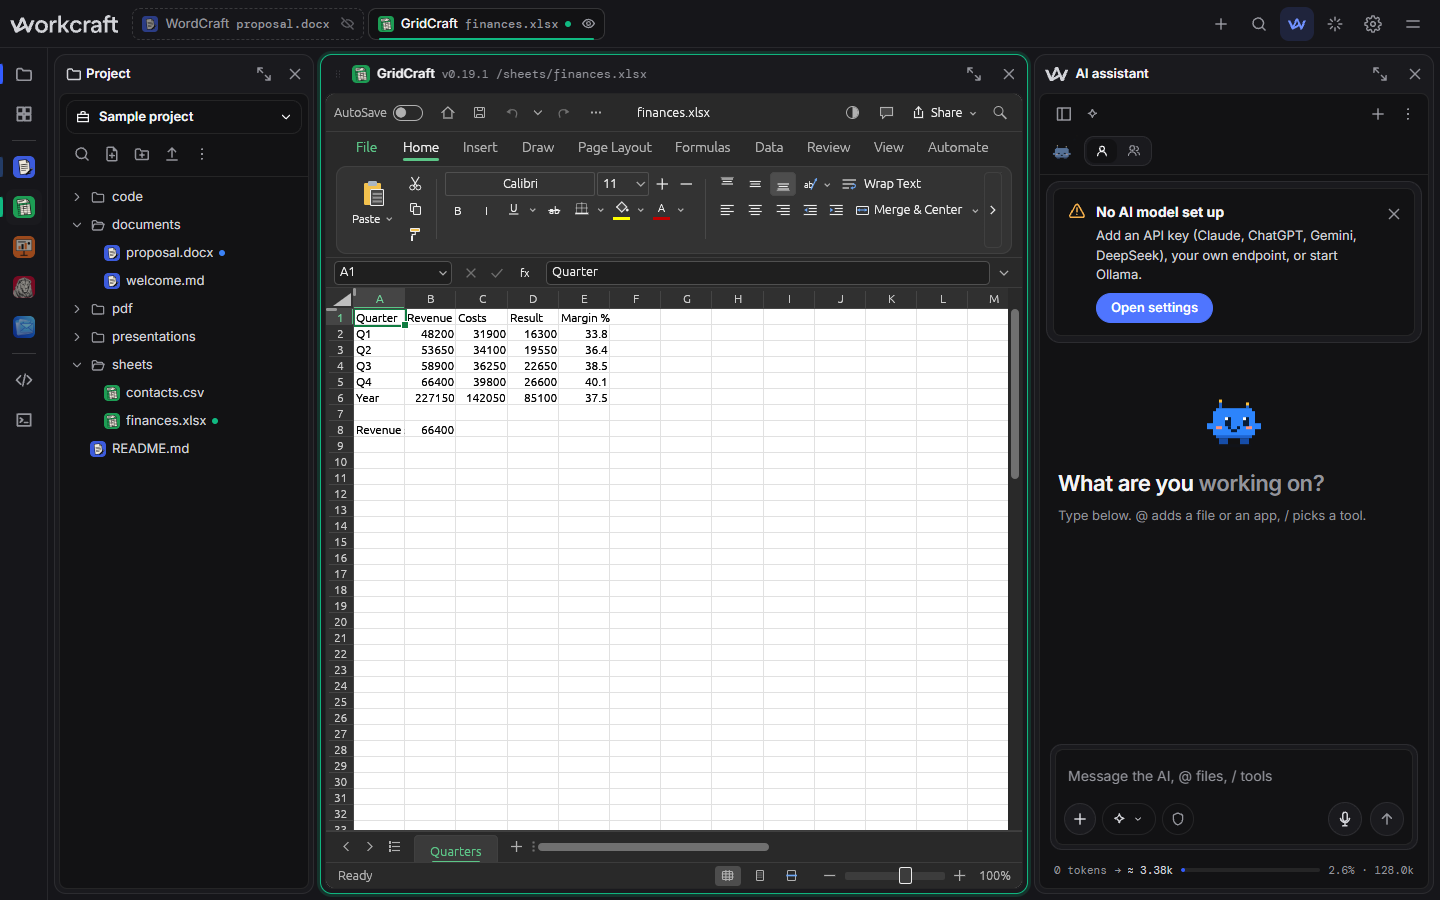 workcraft
WordCraft proposal.docx
GridCraft finances.xlsx
Project
Sample project
code
documents
proposal.docx
welcome.md
pdf
presentations
sheets
contacts.csv
finances.xlsx
README.md
GridCraft v0.19.1 /sheets/finances.xlsx
AutoSave
finances.xlsx
Share
File Home Insert Draw Page Layout Formulas Data Review View Automate
Paste
Calibri 11
Wrap Text
B I U ab A
Merge & Center
A1 fx Quarter
A B C D E F G H I J K L M
1 Quarter Revenue Costs Result Margin %
2 Q1 48200 31900 16300 33.8
3 Q2 53650 34100 19550 36.4
4 Q3 58900 36250 22650 38.5
5 Q4 66400 39800 26600 40.1
6 Year 227150 142050 85100 37.5
7
8 Revenue 66400
9
10
11
12
13
14
15
16
17
18
19
20
21
22
23
24
25
26
27
28
29
30
31
32
33
Quarters
Ready
100%
AI assistant
No AI model set up
Add an API key (Claude, ChatGPT, Gemini,
DeepSeek), your own endpoint, or start
Ollama.
Open settings
What are you working on?
Type below. @ adds a file or an app, / picks a tool.
Message the AI, @ files, / tools
0 tokens → ≈ 3.38k 2.6% · 128.0k